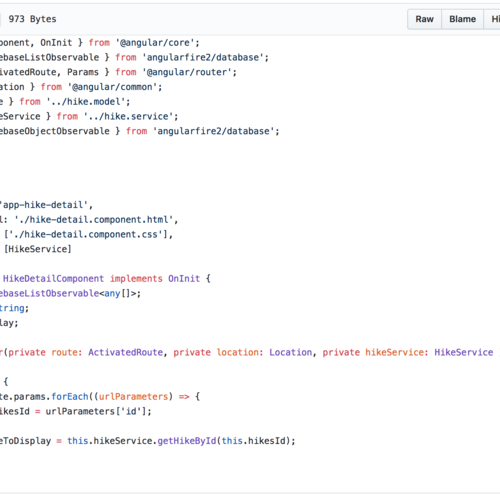 973 Bytes
Raw Blame Hi
ponent, OnInit } from '@angular/core';
ebaseListObservable } from 'angularfire2/database';
ivatedRoute, Params } from '@angular/router';
ation } from '@angular/common';
e } from '../hike.model';
eService } from '../hike.service';
ebaseObjectObservable } from 'angularfire2/database';
'app-hike-detail',
l: './hike-detail.component.html',
['./hike-detail.component.css'],
[HikeService]
HikeDetailComponent implements OnInit {
ebaseListObservable<any[]>;
tring;
lay;
r(private route: ActivatedRoute, private location: Location, private hikeService: HikeService
{
te.params.forEach((urlParameters) => {
ikesId = urlParameters['id'];
eToDisplay = this.hikeService.getHikeById(this.hikesId);